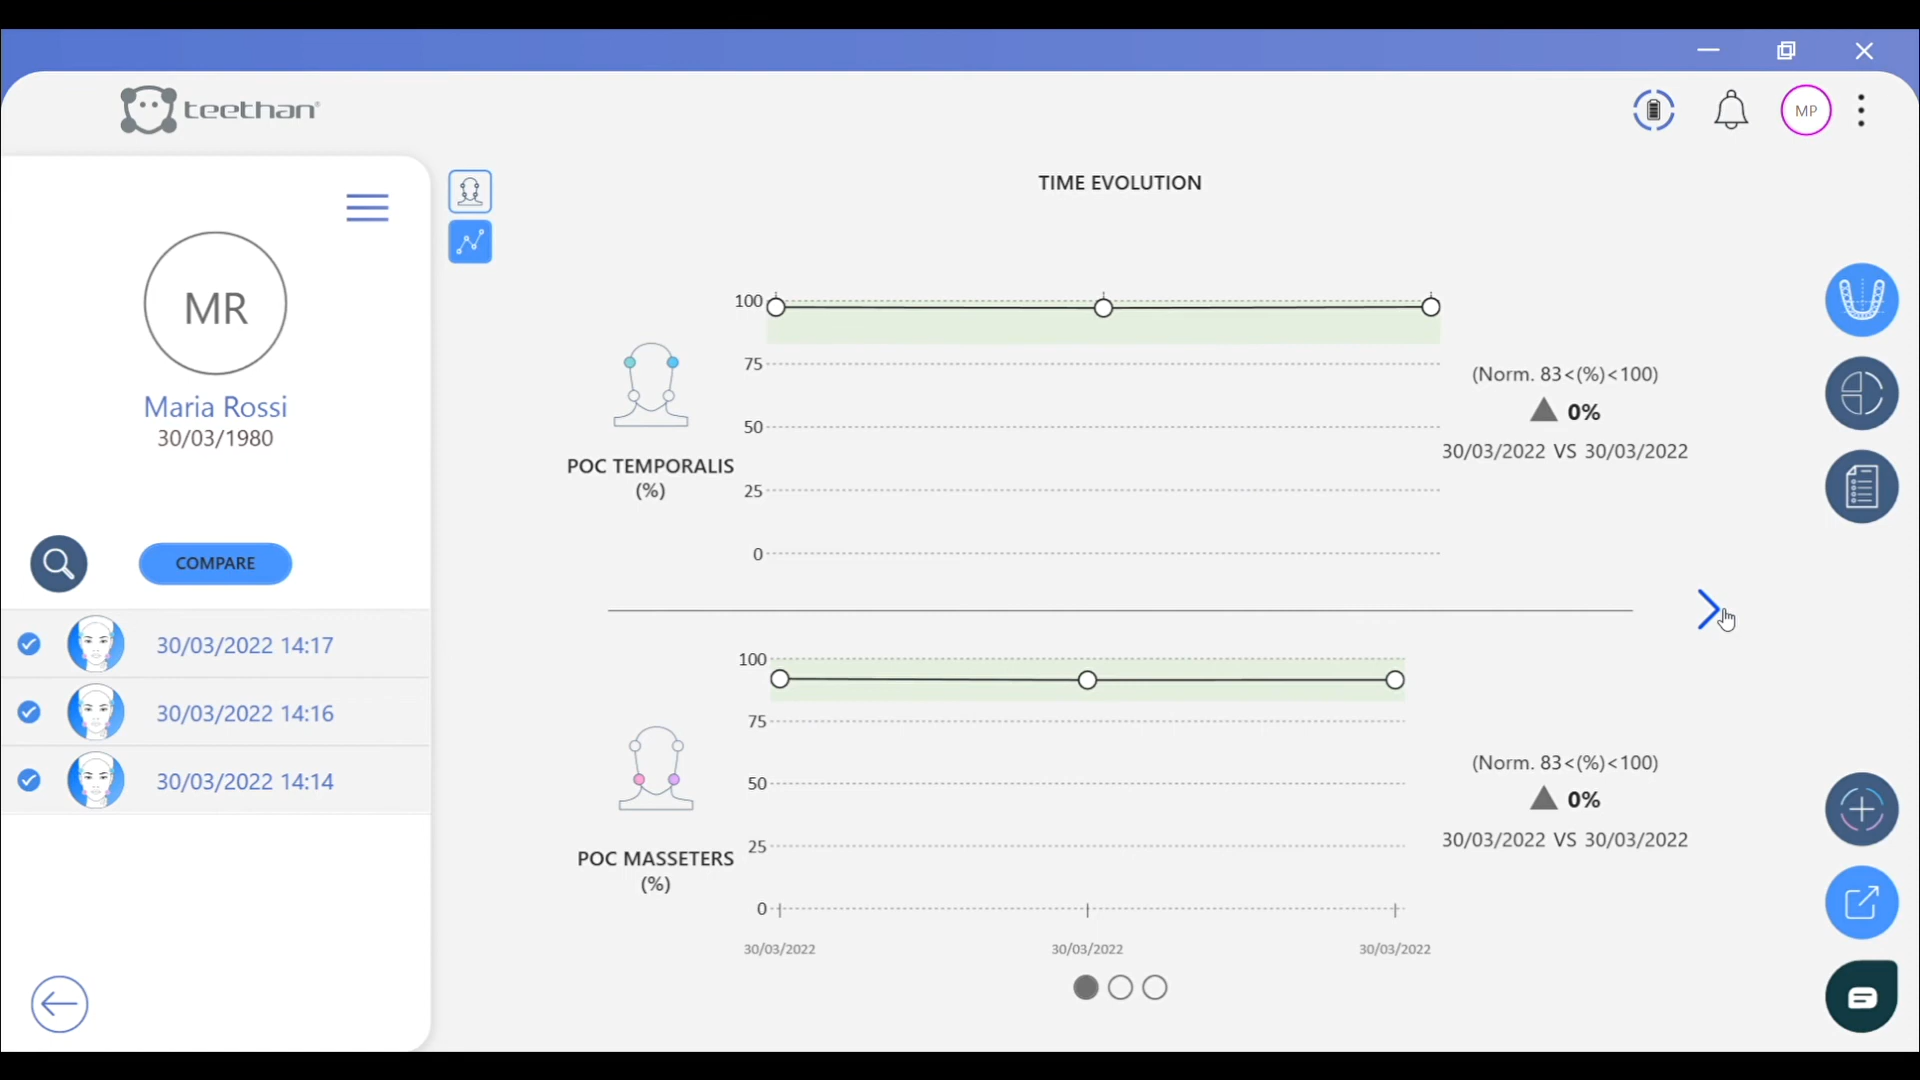 teethan®
MP
MR
Maria Rossi
30/03/1980
COMPARE
30/03/2022 14:17
30/03/2022 14:16
30/03/2022 14:14
TIME EVOLUTION
POC TEMPORALIS
(%)
100
75
50
25
0
(Norm. 83<(%)<100)
0%
30/03/2022 VS 30/03/2022
POC MASSETERS
(%)
100
75
50
25
0
30/03/2022
30/03/2022
30/03/2022
(Norm. 83<(%)<100)
0%
30/03/2022 VS 30/03/2022